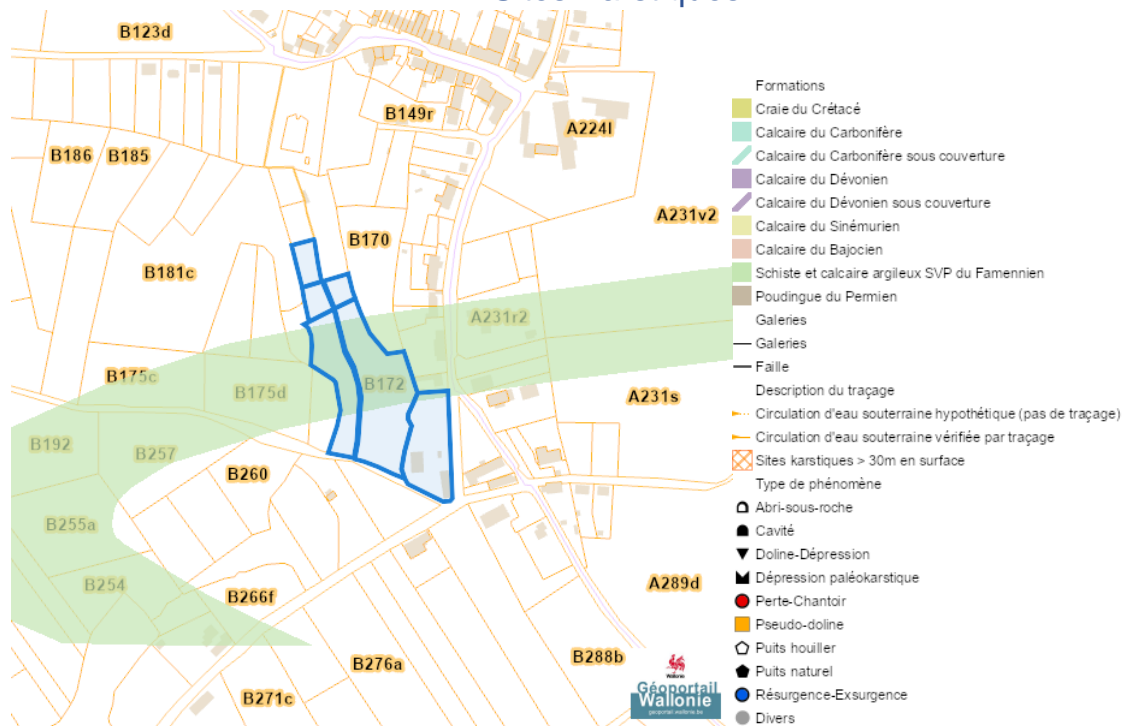 B123d
B149r
A224l
B186
B185
A231v2
B170
B181c
A231r2
B175c
B172
B175d
A231s
B192
B257
B260
B255a
B254
A289d
B266f
B276a
B288b
B271c
Wallonie
Géoportail
Wallonie
geoportail.wallonie.be
Formations
Craie du Crétacé
Calcaire du Carbonifère
Calcaire du Carbonifère sous couverture
Calcaire du Dévonien
Calcaire du Dévonien sous couverture
Calcaire du Sinémurien
Calcaire du Bajocien
Schiste et calcaire argileux SVP du Famennien
Poudingue du Permien
Galeries
Galeries
Faille
Description du traçage
Circulation d'eau souterraine hypothétique (pas de traçage)
Circulation d'eau souterraine vérifiée par traçage
Sites karstiques > 30m en surface
Type de phénomène
Abri-sous-roche
Cavité
Doline-Dépression
Dépression paléokarstique
Perte-Chantoir
Pseudo-doline
Puits houiller
Puits naturel
Résurgence-Exsurgence
Divers